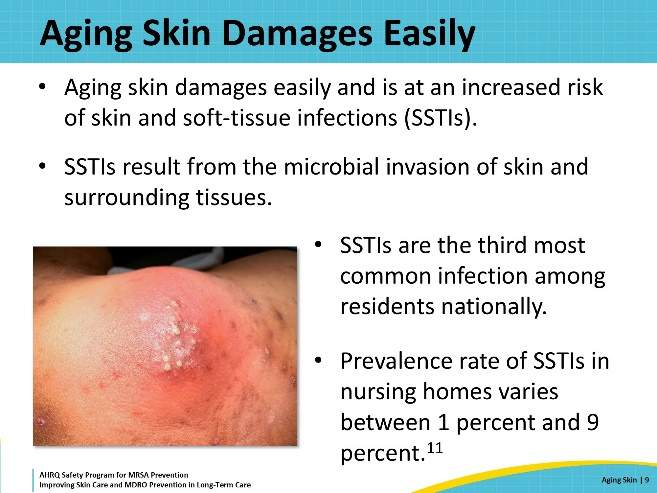 Aging Skin Damages Easily
• Aging skin damages easily and is at an increased risk
of skin and soft-tissue infections (SSTIs).
• SSTIs result from the microbial invasion of skin and
surrounding tissues.
• SSTIs are the third most
common infection among
residents nationally.
• Prevalence rate of SSTIs in
nursing homes varies
between 1 percent and 9
percent.11
AHRQ Safety Program for MRSA Prevention
Improving Skin Care and MDRO Prevention in Long-Term Care
Aging Skin | 9